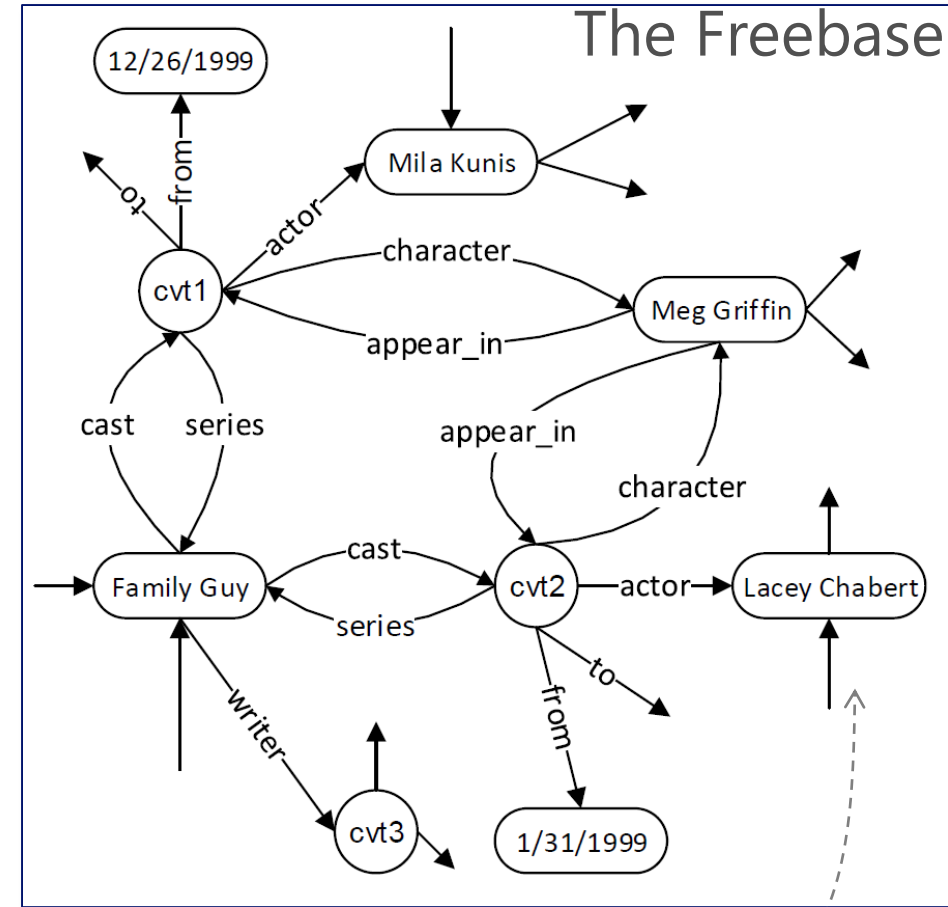 The Freebase
12/26/1999
Mila Kunis
from
to
actor
character
cvt1
Meg Griffin
appear_in
cast
series
appear_in
character
cast
Family Guy
cvt2
actor
Lacey Chabert
series
to
from
writer
cvt3
1/31/1999